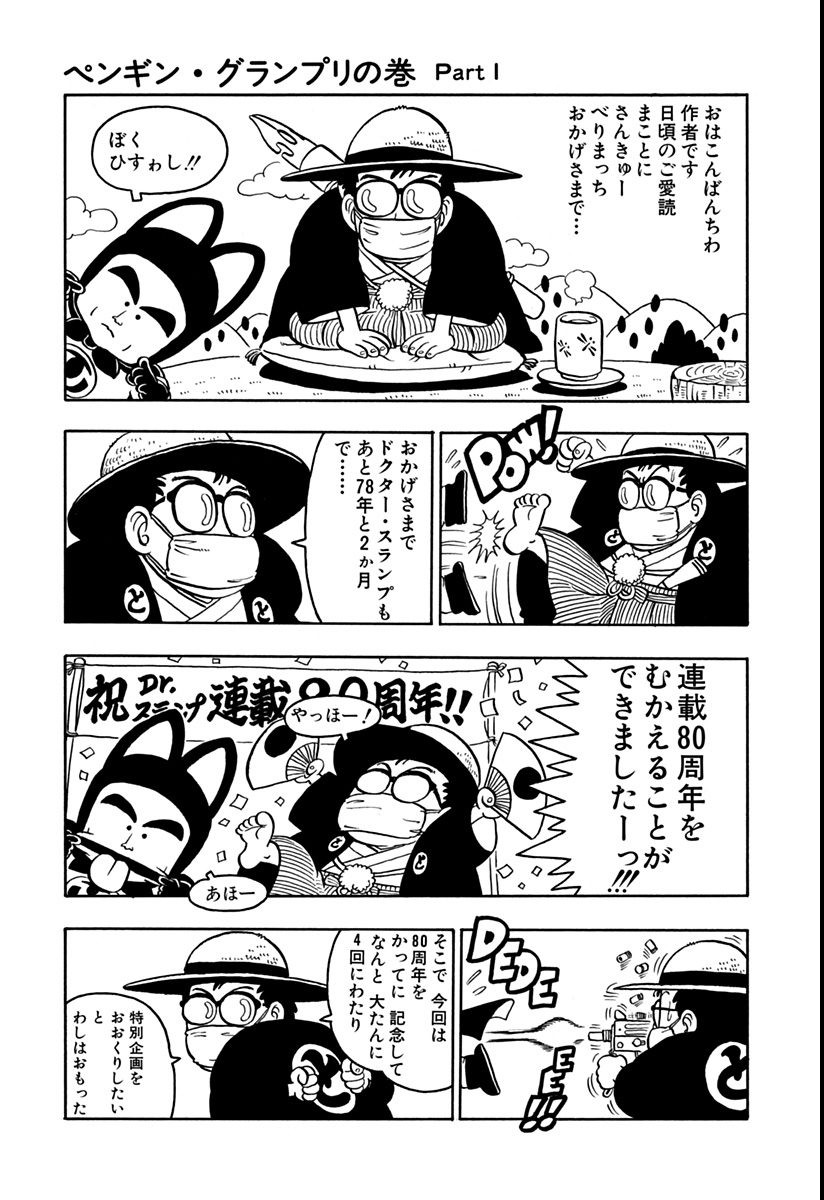 ペンギン・グランプリの巻 Part 1
おはこんばんちわ
作者です
日頃のご愛読
まことに
さんきゅー
べりまっち
おかげさまで…
ぼく
ひすゎし!!
POW!
と
と
おかげさまで
ドクター・スランプも
あと78年と2か月
で……
と
と
連載80周年を
むかえることが
できましたーっ!!!
祝 Dr.スランプ 連載80周年!!
やっほー!
と
あほー
DEDEDE
EE!!!
と
そこで 今回は
80周年を
かってに 記念して
なんと 大たんに
4回にわたり
と
特別企画を
おおくりしたい
と
わしはおもった